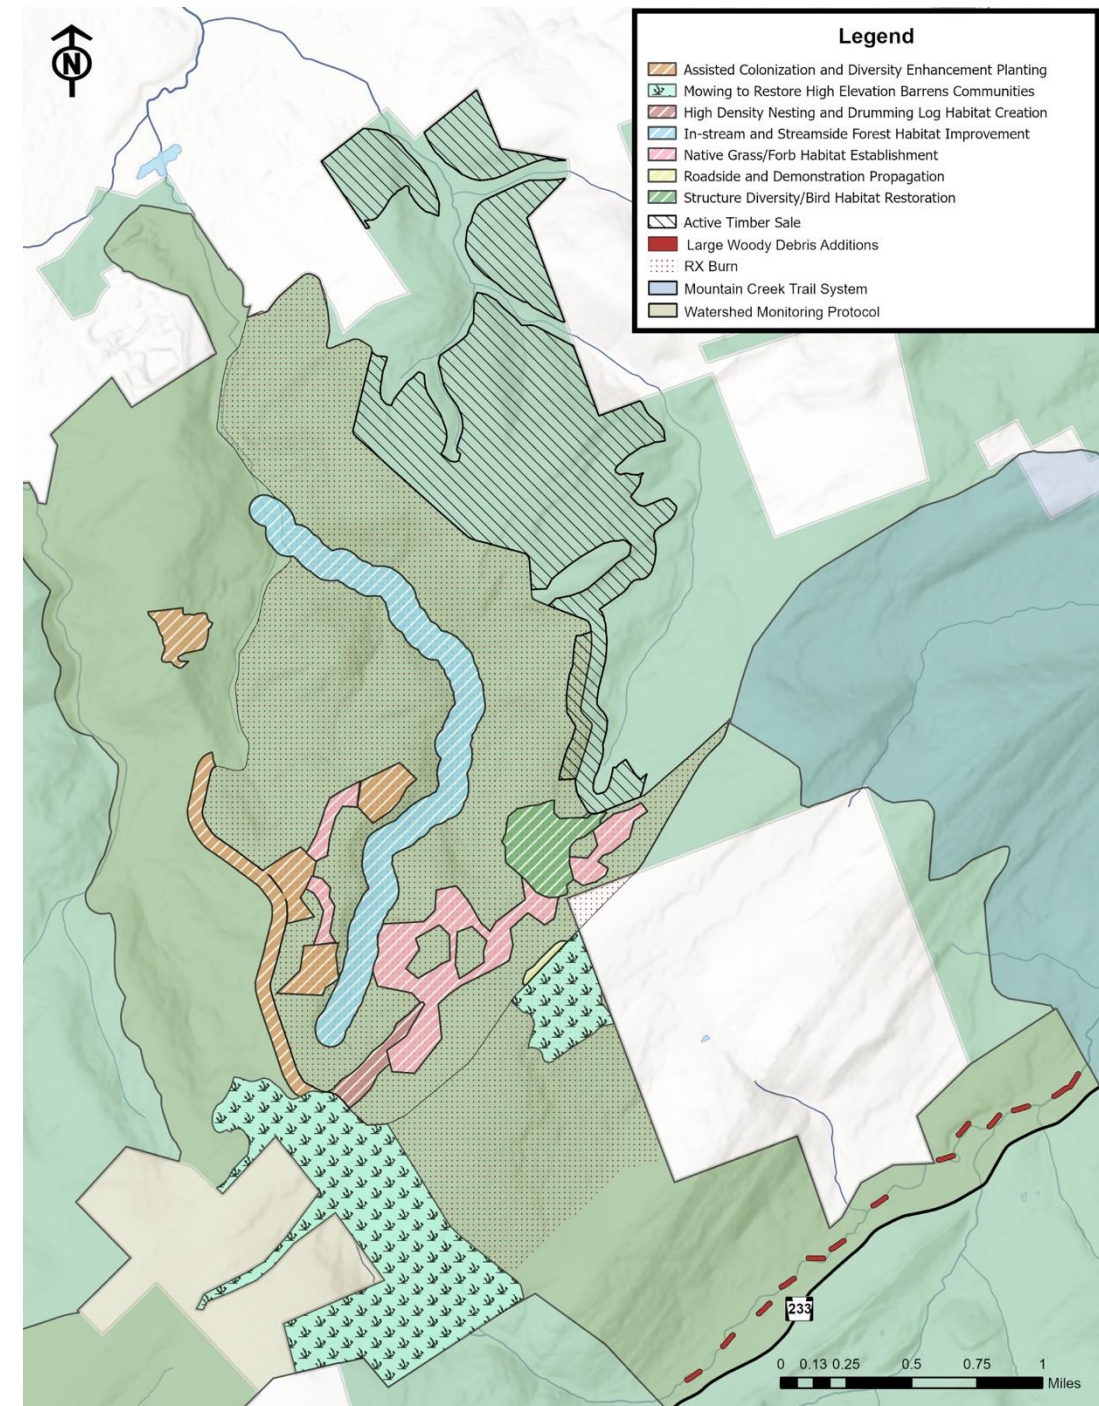 N
Legend
Assisted Colonization and Diversity Enhancement Planting
Mowing to Restore High Elevation Barrens Communities
High Density Nesting and Drumming Log Habitat Creation
In-stream and Streamside Forest Habitat Improvement
Native Grass/Forb Habitat Establishment
Roadside and Demonstration Propagation
Structure Diversity/Bird Habitat Restoration
Active Timber Sale
Large Woody Debris Additions
RX Burn
Mountain Creek Trail System
Watershed Monitoring Protocol
233
0 0.13 0.25 0.5 0.75 1
Miles